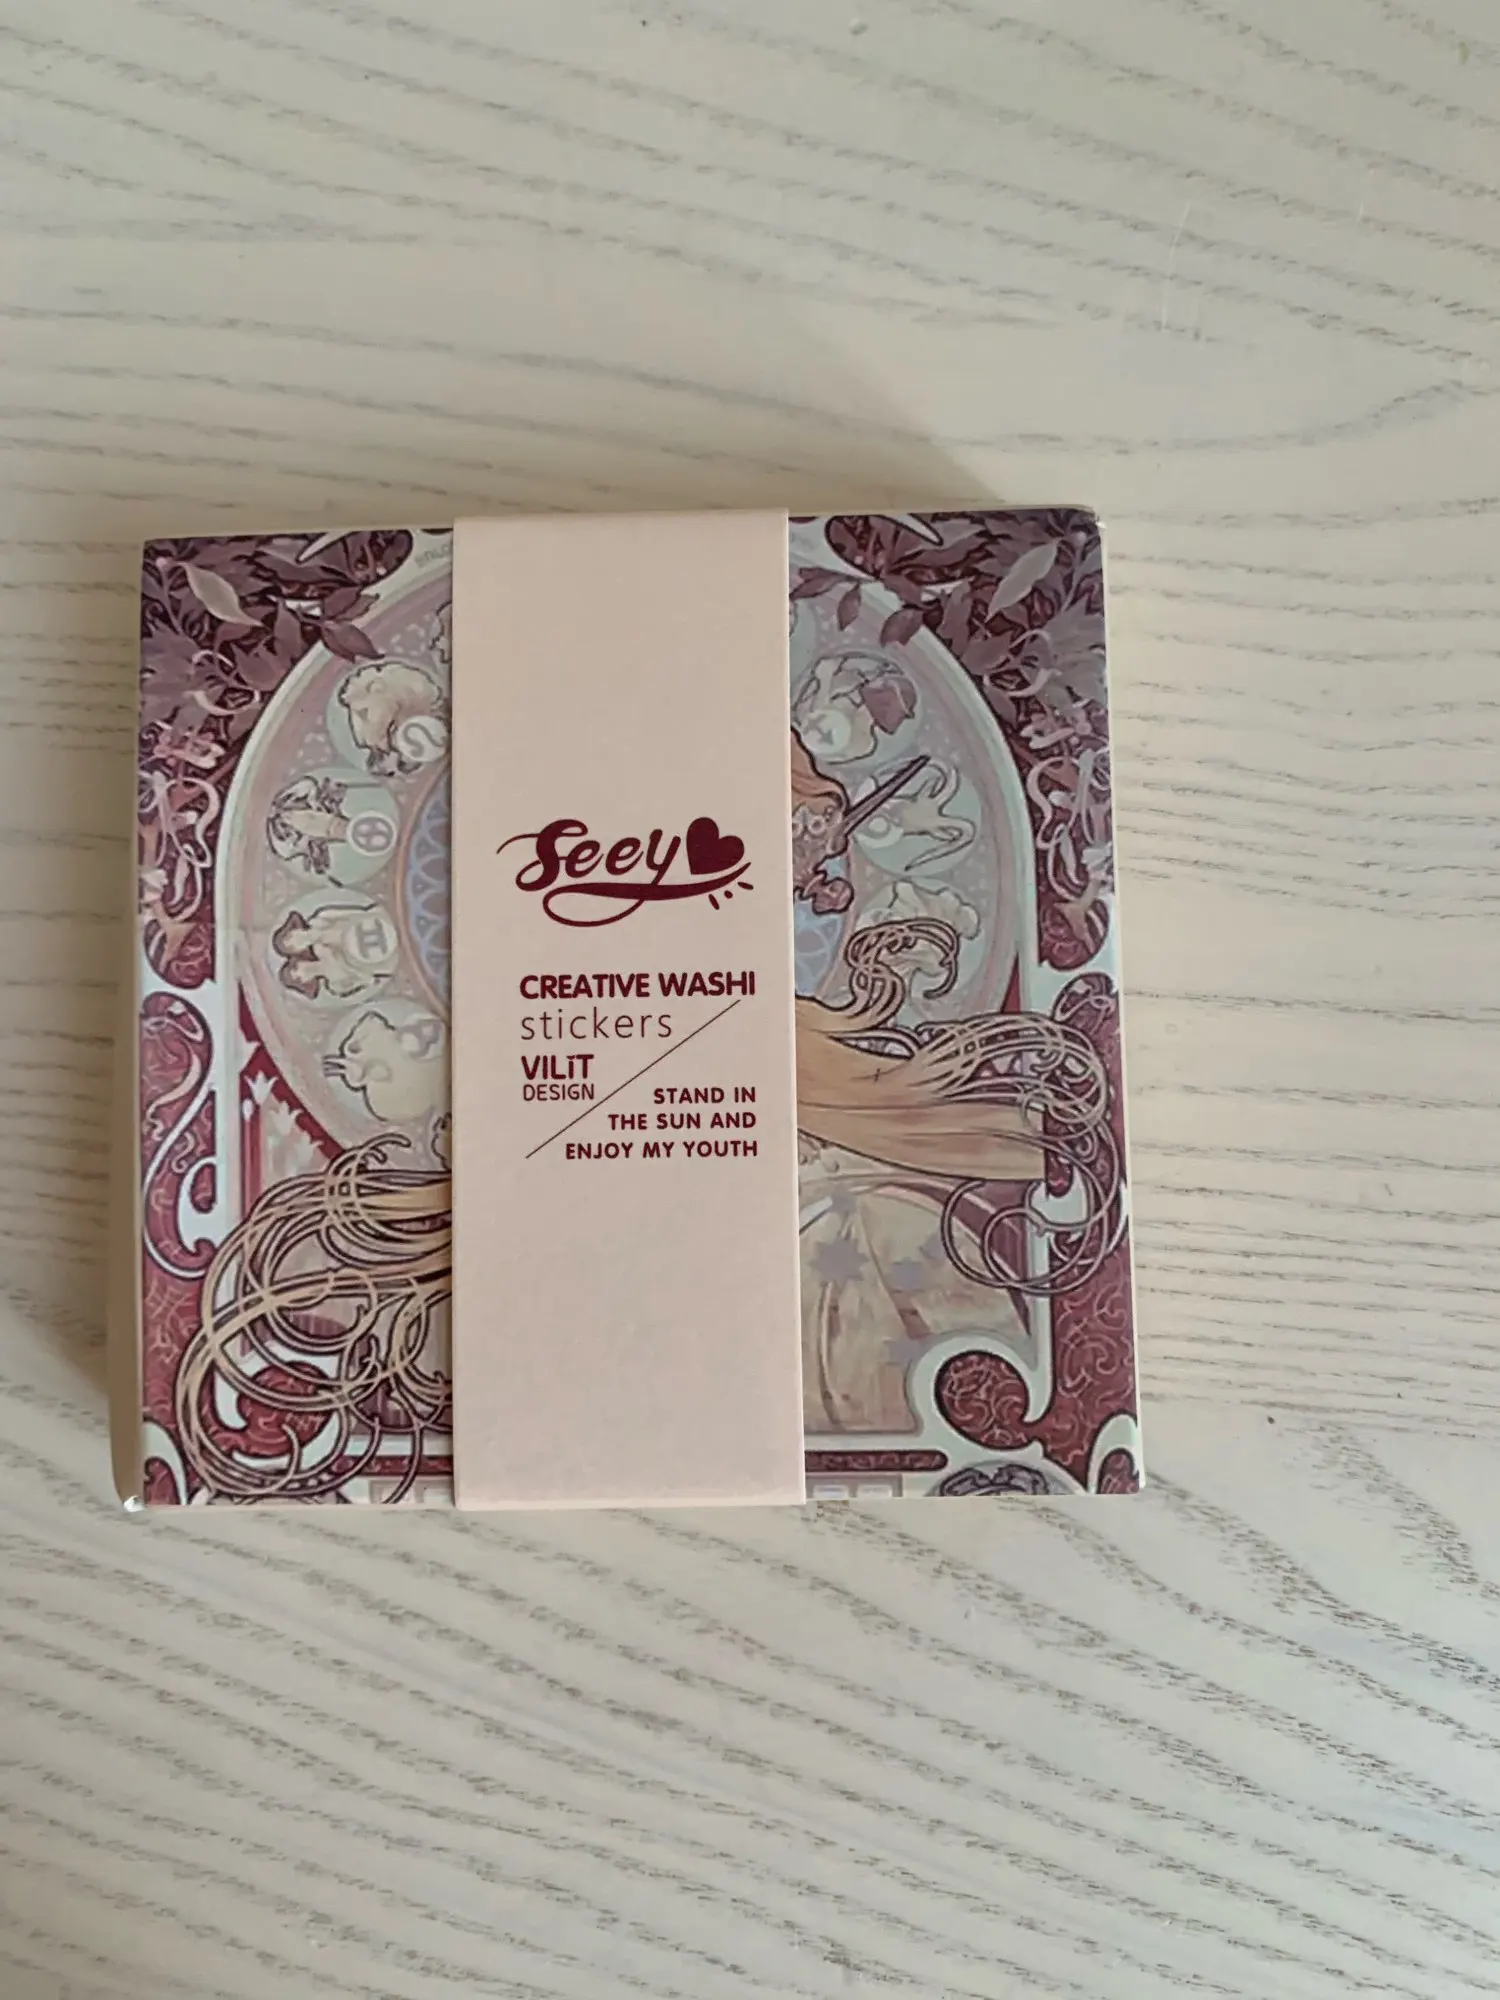 Seey
CREATIVE WASHI
stickers
VILiT
DESIGN
STAND IN
THE SUN AND
ENJOY MY YOUTH